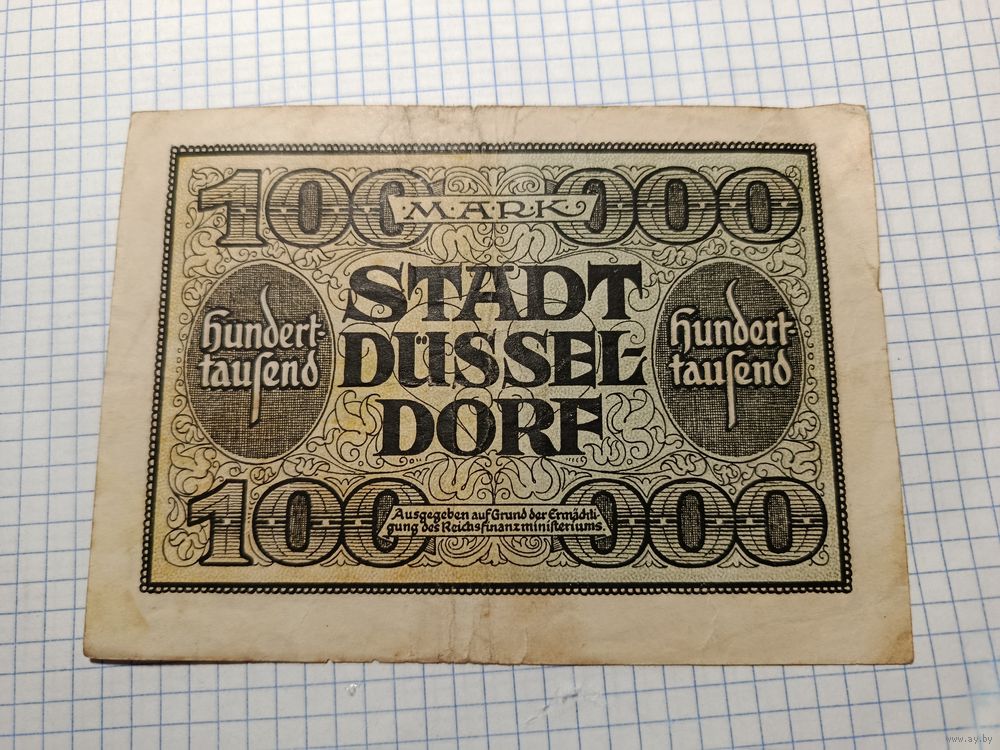 100 000
M·A·R·K·
STADT
DÜSSEL-
DORF
hundert-
tauſend
hundert-
tauſend
100 000
Ausgegeben auf Grund der Ermächti-
gung des Reichsfinanzminiſteriums.
www.ay.by